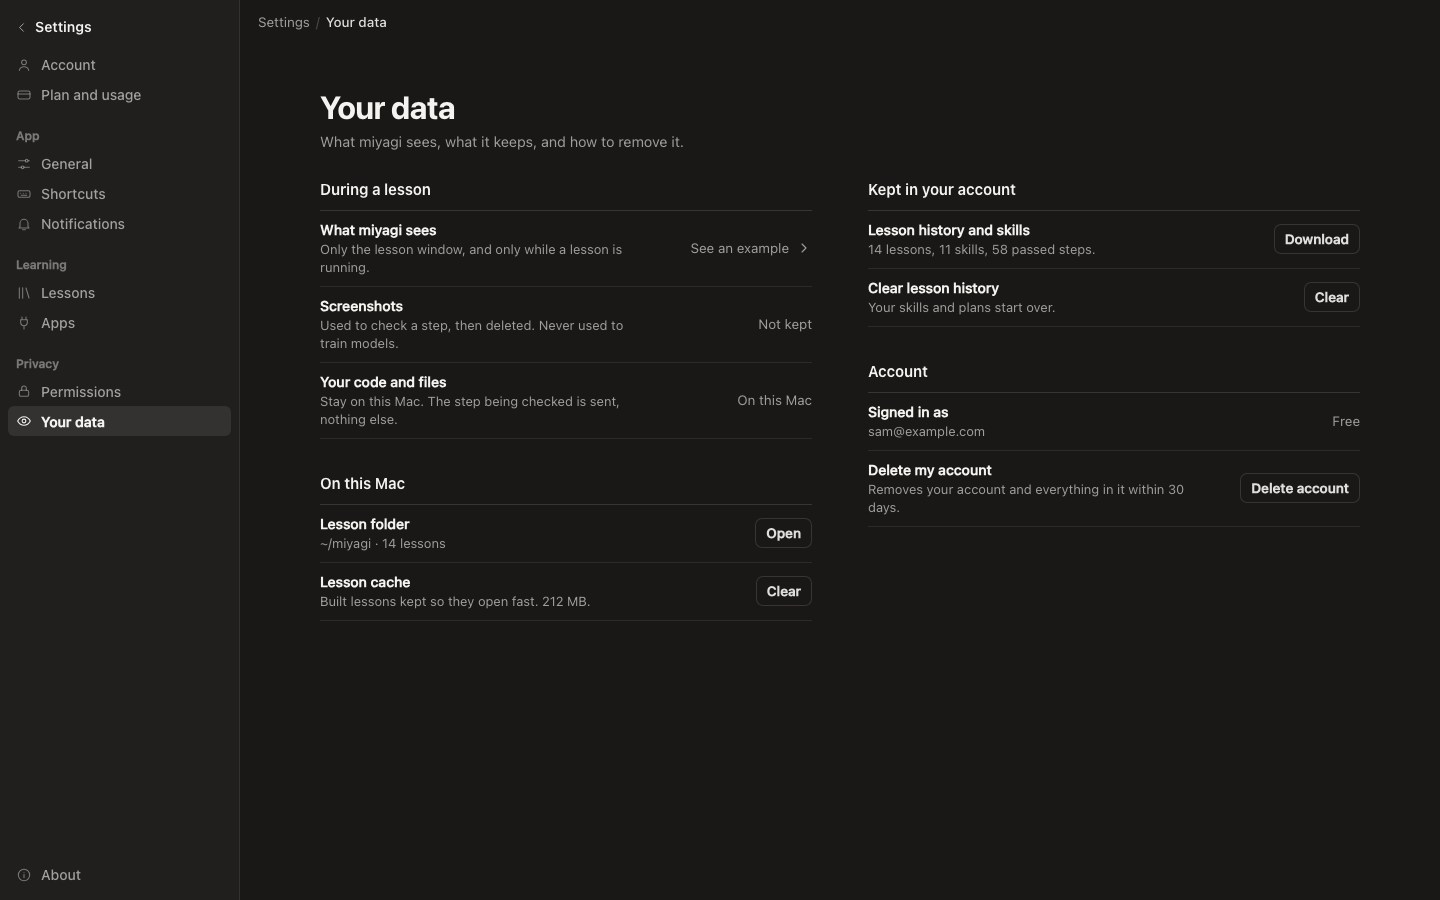 Settings
Account
Plan and usage
App
General
Shortcuts
Notifications
Learning
Lessons
Apps
Privacy
Permissions
Your data
About
Settings / Your data
Your data
What miyagi sees, what it keeps, and how to remove it.
During a lesson
What miyagi sees
Only the lesson window, and only while a lesson is
running.
See an example
Screenshots
Used to check a step, then deleted. Never used to
train models.
Not kept
Your code and files
Stay on this Mac. The step being checked is sent,
nothing else.
On this Mac
On this Mac
Lesson folder
~/miyagi · 14 lessons
Open
Lesson cache
Built lessons kept so they open fast. 212 MB.
Clear
Kept in your account
Lesson history and skills
14 lessons, 11 skills, 58 passed steps.
Download
Clear lesson history
Your skills and plans start over.
Clear
Account
Signed in as
sam@example.com
Free
Delete my account
Removes your account and everything in it within 30
days.
Delete account